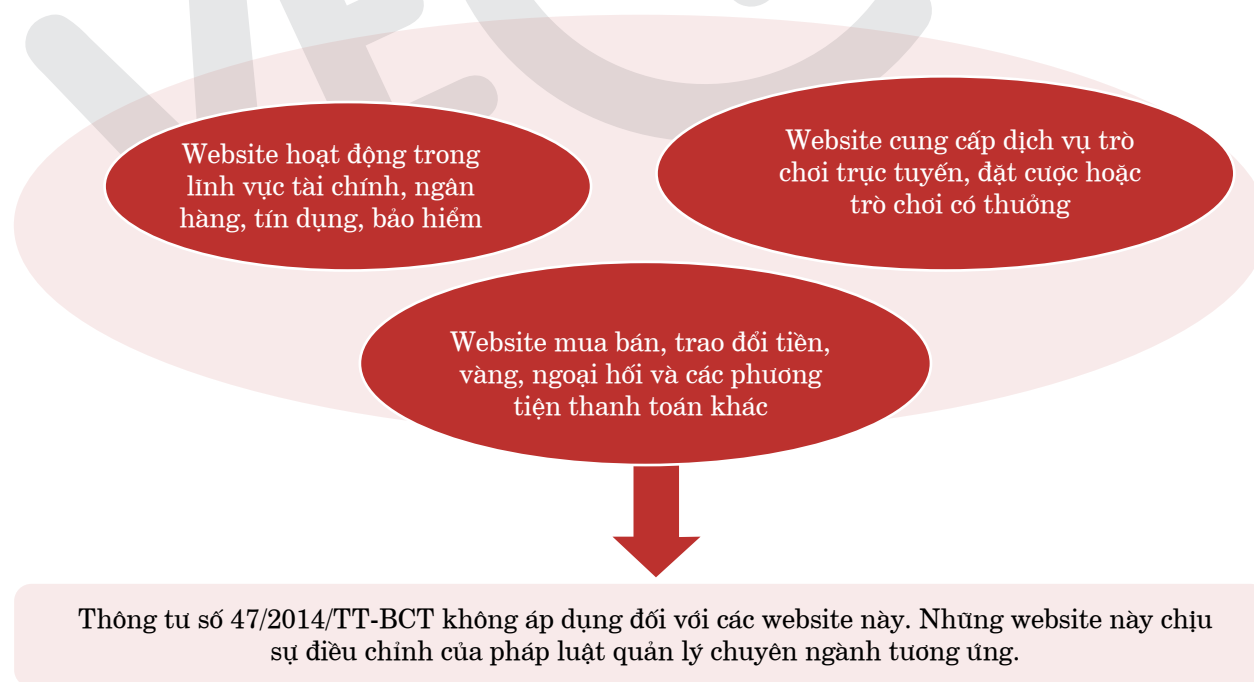 Website hoạt động trong
lĩnh vực tài chính, ngân
hàng, tín dụng, bảo hiểm
Website cung cấp dịch vụ trò
chơi trực tuyến, đặt cược hoặc
trò chơi có thưởng
Website mua bán, trao đổi tiền,
vàng, ngoại hối và các phương
tiện thanh toán khác
Thông tư số 47/2014/TT-BCT không áp dụng đối với các website này. Những website này chịu
sự điều chỉnh của pháp luật quản lý chuyên ngành tương ứng.